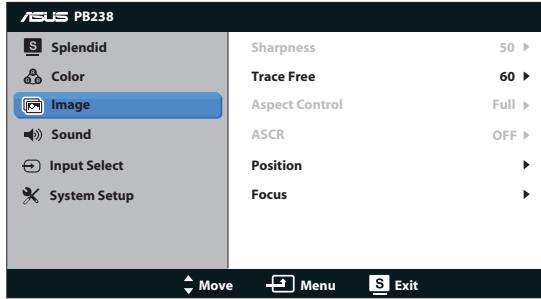 ASUS PB238
S Splendid
Color
Image
Sound
Input Select
System Setup
Sharpness 50
Trace Free 60
Aspect Control Full
ASCR OFF
Position
Focus
Move Menu S Exit